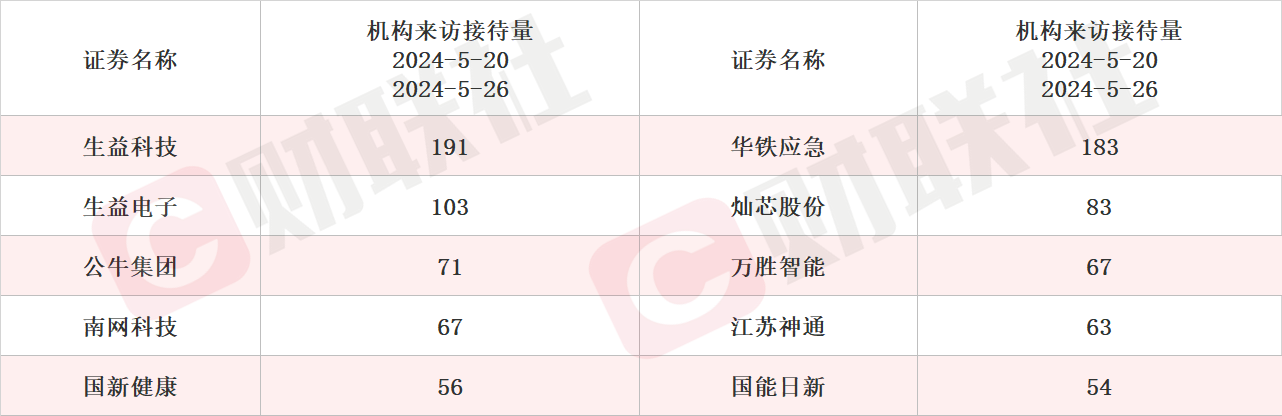 证券名称
机构来访接待量
2024-5-20
2024-5-26
证券名称
机构来访接待量
2024-5-20
2024-5-26
生益科技 191 华铁应急 183
生益电子 103 灿芯股份 83
公牛集团 71 万胜智能 67
南网科技 67 江苏神通 63
国新健康 56 国能日新 54
财联社
财联社